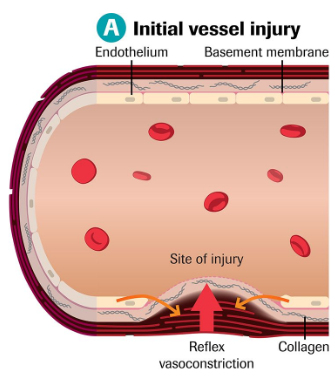 A Initial vessel injury
Endothelium Basement membrane
Site of injury
Reflex
vasoconstriction
Collagen